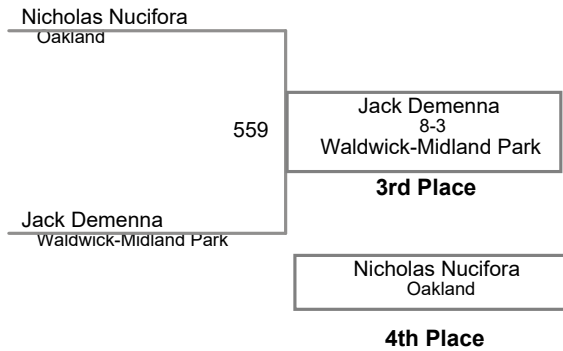 Nicholas Nucifora
Oakland
559
Jack Demenna
8-3
Waldwick-Midland Park
3rd Place
Jack Demenna
Waldwick-Midland Park
Nicholas Nucifora
Oakland
4th Place